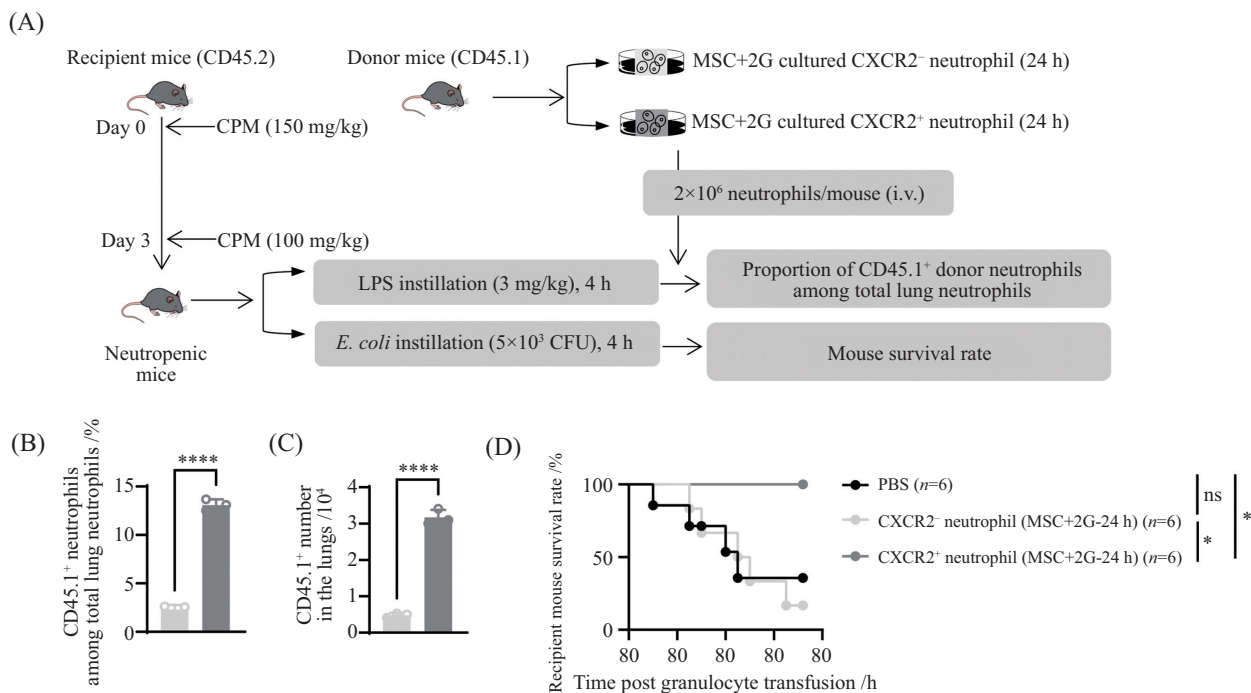 (A)
Recipient mice (CD45.2)
Donor mice (CD45.1)
MSC+2G cultured CXCR2⁻ neutrophil (24 h)
Day 0
CPM (150 mg/kg)
MSC+2G cultured CXCR2⁺ neutrophil (24 h)
2×10⁶ neutrophils/mouse (i.v.)
Day 3
CPM (100 mg/kg)
LPS instillation (3 mg/kg), 4 h
Proportion of CD45.1⁺ donor neutrophils
among total lung neutrophils
E. coli instillation (5×10³ CFU), 4 h
Mouse survival rate
Neutropenic
mice
(B)
CD45.1⁺ neutrophils
among total lung neutrophils /%
****
15
10
5
0
(C)
CD45.1⁺ number
in the lungs /10⁴
****
4
3
2
1
0
(D)
Recipient mouse survival rate /%
100
50
0
80 80 80 80 80
Time post granulocyte transfusion /h
PBS (n=6)
CXCR2⁻ neutrophil (MSC+2G-24 h) (n=6)
CXCR2⁺ neutrophil (MSC+2G-24 h) (n=6)
ns
*
*